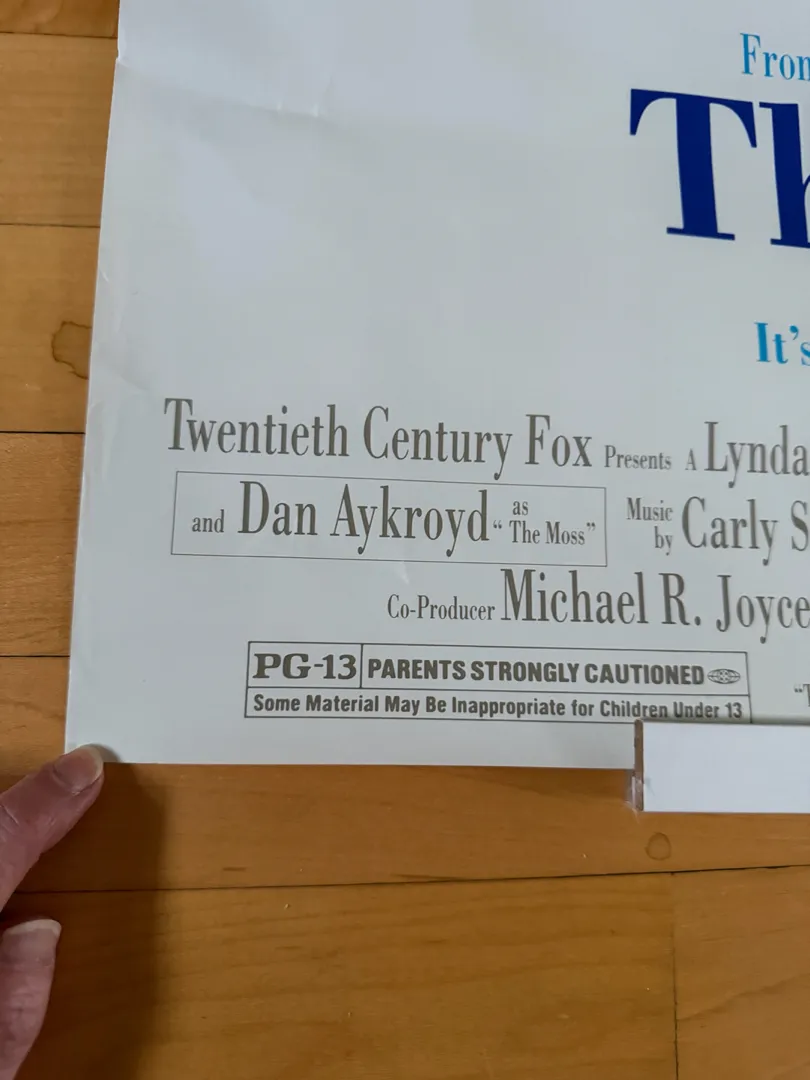 From
Th
It's
Twentieth Century Fox Presents A Lynda
and Dan Aykroyd as "The Moss" Music by Carly S
Co-Producer Michael R. Joyce
PG-13 PARENTS STRONGLY CAUTIONED
Some Material May Be Inappropriate for Children Under 13
"T